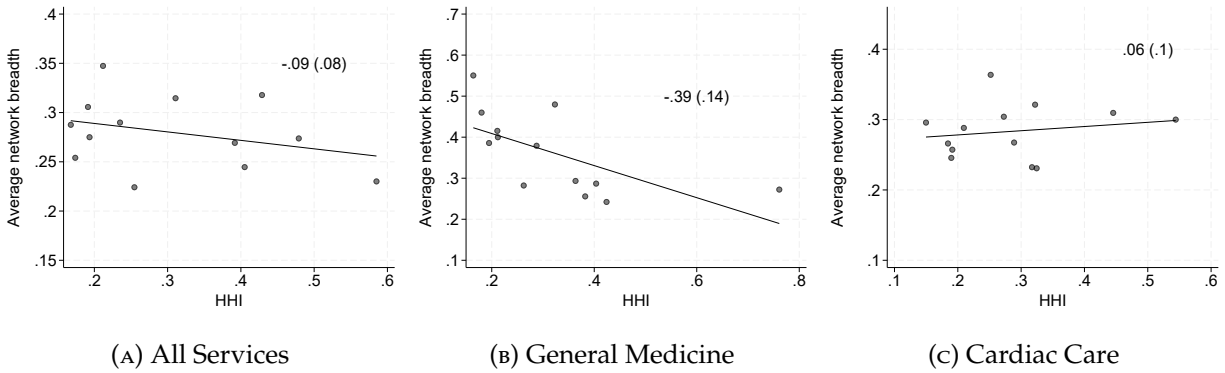 Average network breadth
.4
.35
.3
.25
.2
.15
-.09 (.08)
.2 .3 .4 .5 .6
HHI
(A) All Services
Average network breadth
.7
.6
.5
.4
.3
.2
.1
-.39 (.14)
.2 .4 .6 .8
HHI
(B) General Medicine
Average network breadth
.4
.3
.2
.1
.06 (.1)
.1 .2 .3 .4 .5 .6
HHI
(C) Cardiac Care